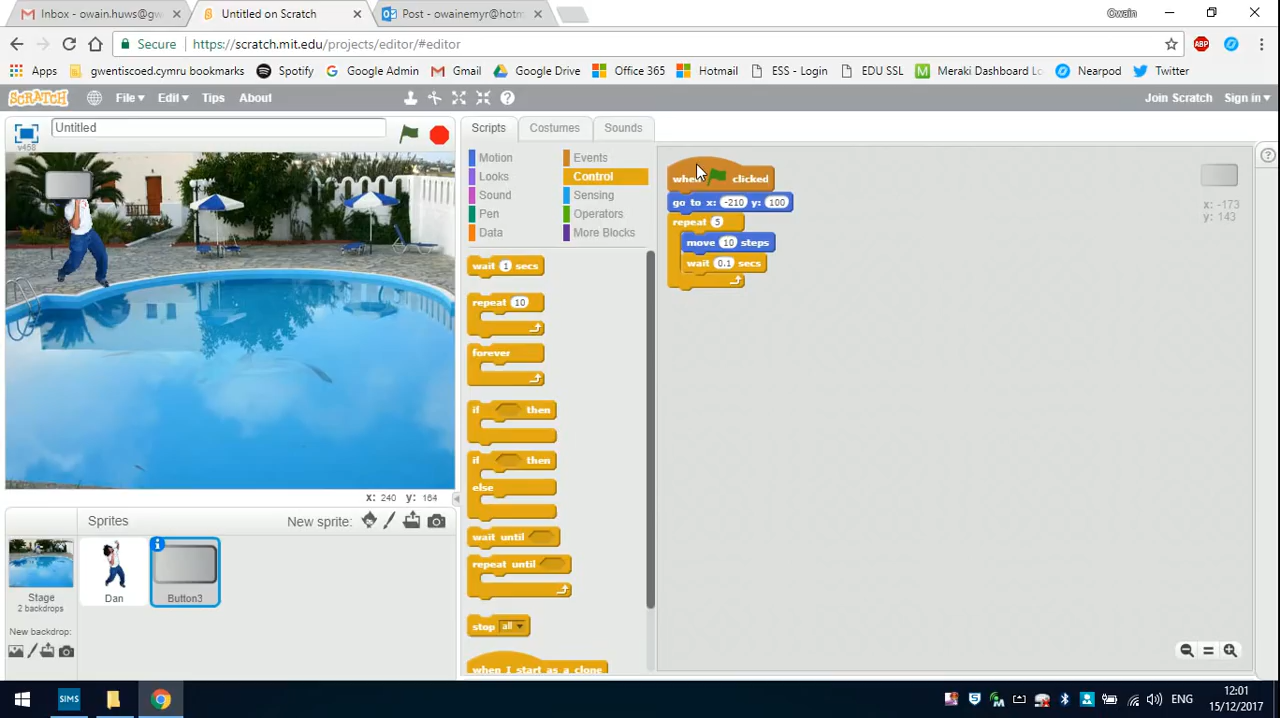 Inbox - owain.huws@gw
Untitled on Scratch
Post - owainemyr@hotm
Owain
Secure
https://scratch.mit.edu/projects/editor/#editor
ABP
Apps
gwentiscoed.cymru bookmarks
Spotify
Google Admin
Gmail
Google Drive
Office 365
Hotmail
ESS - Login
EDU SSL
Meraki Dashboard Lo
Nearpod
Twitter
SCRATCH
File
Edit
Tips
About
Join Scratch
Sign in
Untitled
v458
Scripts
Costumes
Sounds
Motion
Events
Looks
Control
Sound
Sensing
Pen
Operators
Data
More Blocks
wait 1 secs
repeat 10
forever
if then
if then
else
wait until
repeat until
stop all
when I start as a clone
when clicked
go to x: -210 y: 100
repeat 5
move 10 steps
wait 0.1 secs
x: -173
y: 143
x: 240 y: 164
Sprites
New sprite:
Stage
2 backdrops
New backdrop:
Dan
Button3
SIMS
ENG
12:01
15/12/2017